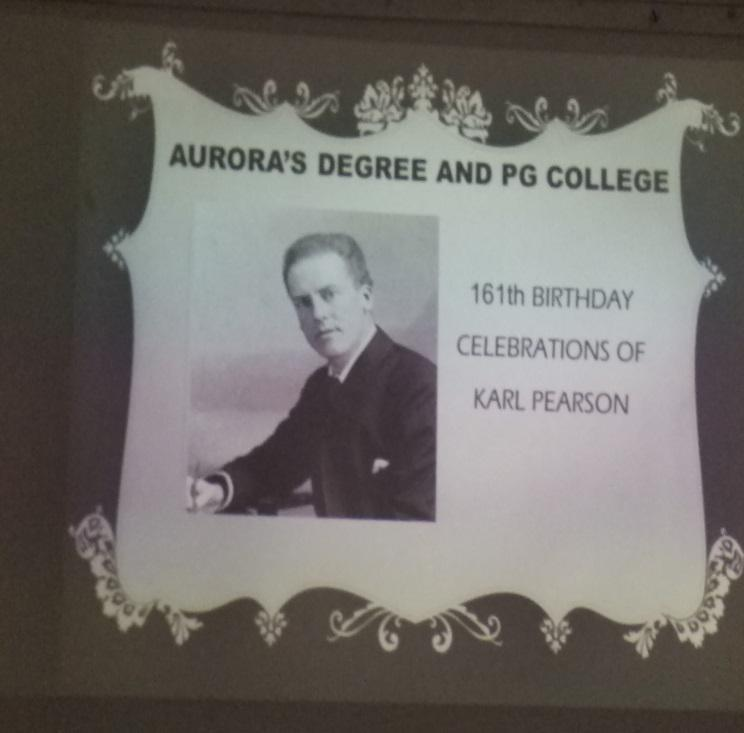 AURORA'S DEGREE AND PG COLLEGE
161th BIRTHDAY
CELEBRATIONS OF
KARL PEARSON